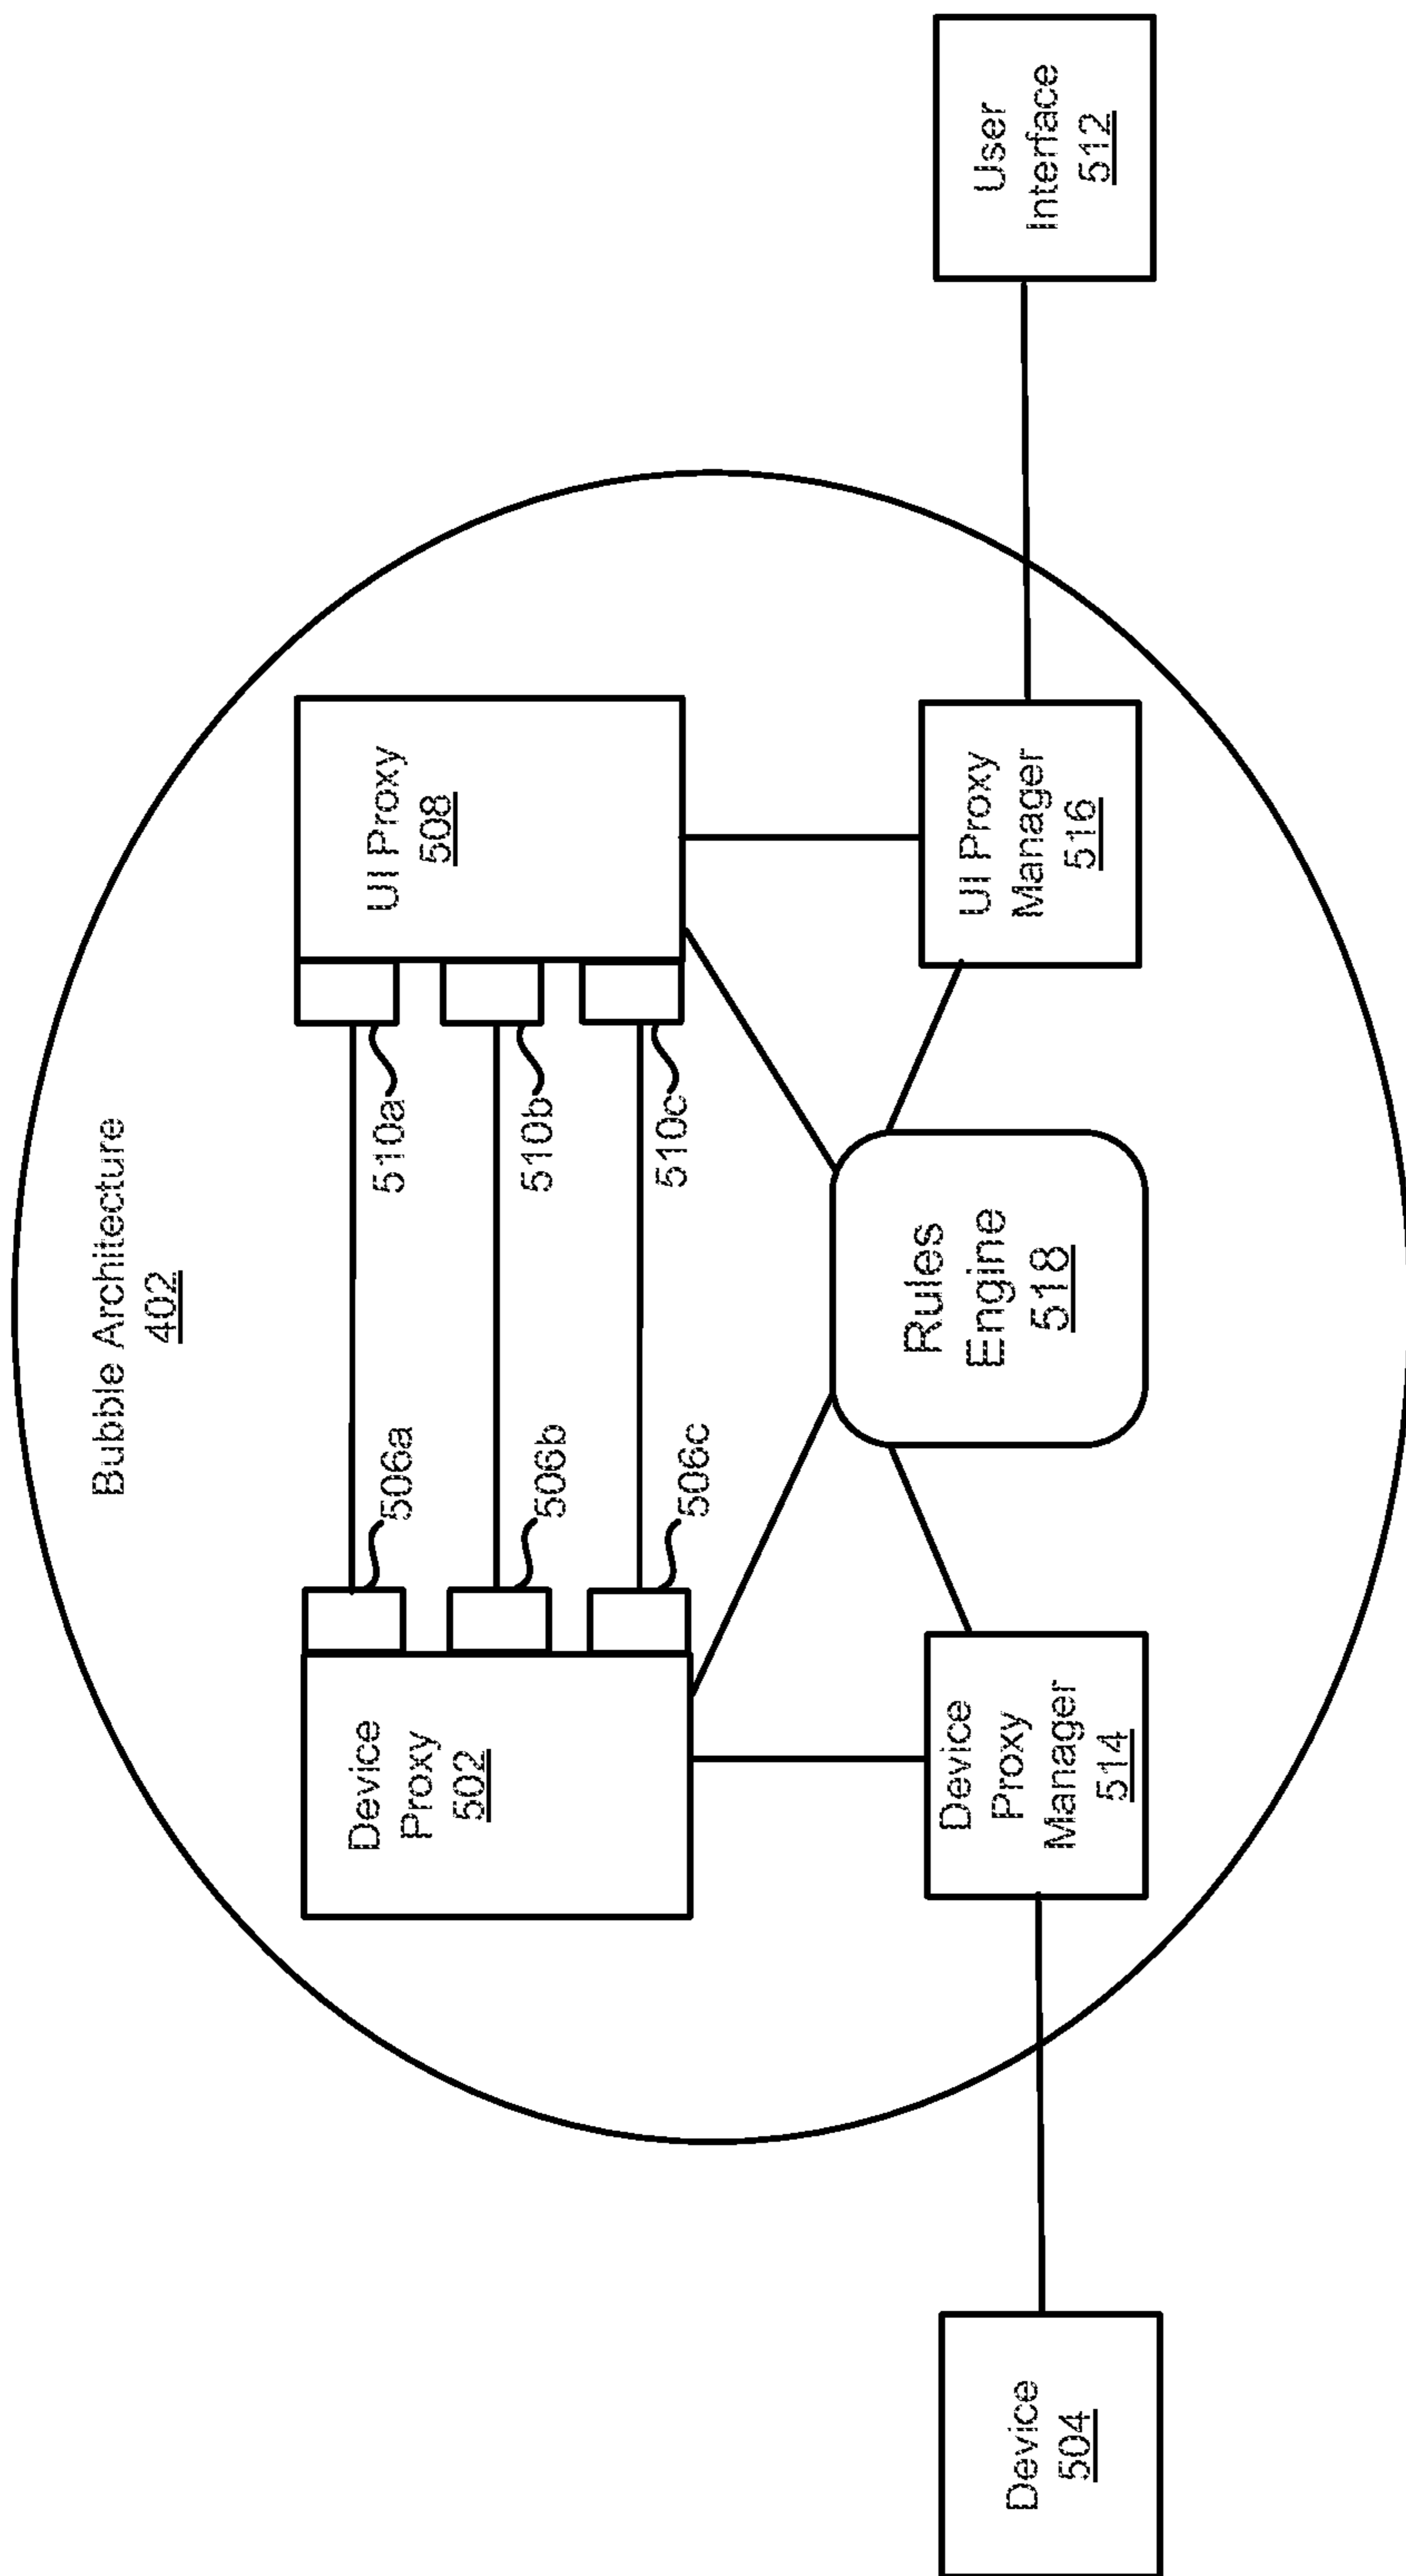 Bubble Architecture
402
Device
Proxy
502
506a
506b
506c
510a
510b
510c
UI Proxy
508
Device
Proxy
Manager
514
Rules
Engine
518
UI Proxy
Manager
516
Device
504
User
Interface
512